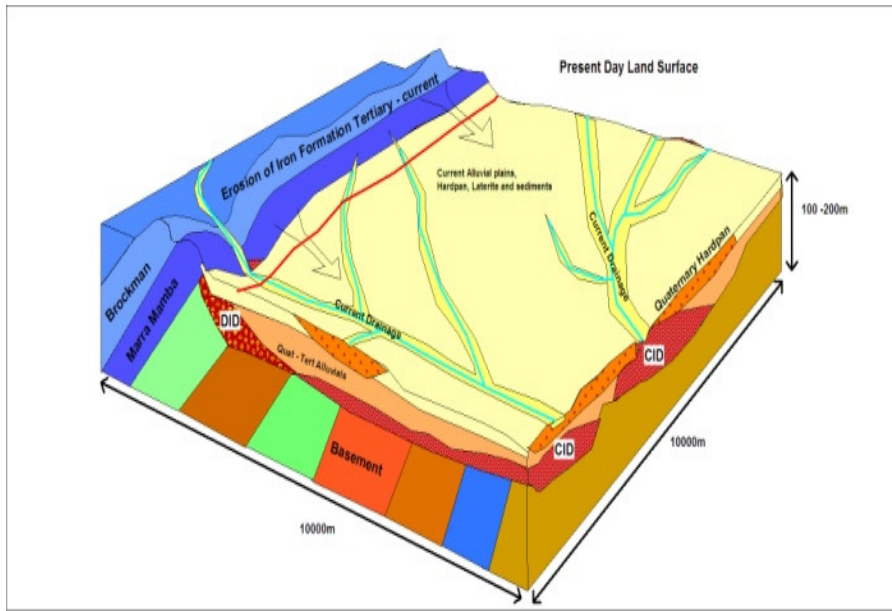 Present Day Land Surface
Erosion of Iron Formation Tertiary - current
Current Alluvial plains,
Hardpan, Laterite and sediments
100 -200m
Brockman
Marra Mamba
Current Drainage
Quaternary Hardpan
DID
Current Drainage
Quat - Tert Alluvials
CID
CID
Basement
10000m
10000m